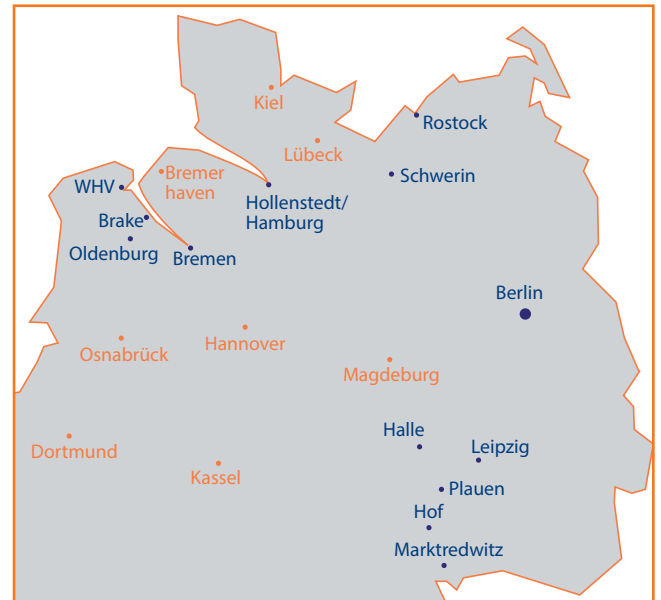 Kiel
Rostock
Lübeck
Bremer
haven
Schwerin
WHV
Hollenstedt/
Hamburg
Brake
Oldenburg
Bremen
Berlin
Hannover
Osnabrück
Magdeburg
Halle
Leipzig
Dortmund
Kassel
Plauen
Hof
Marktredwitz